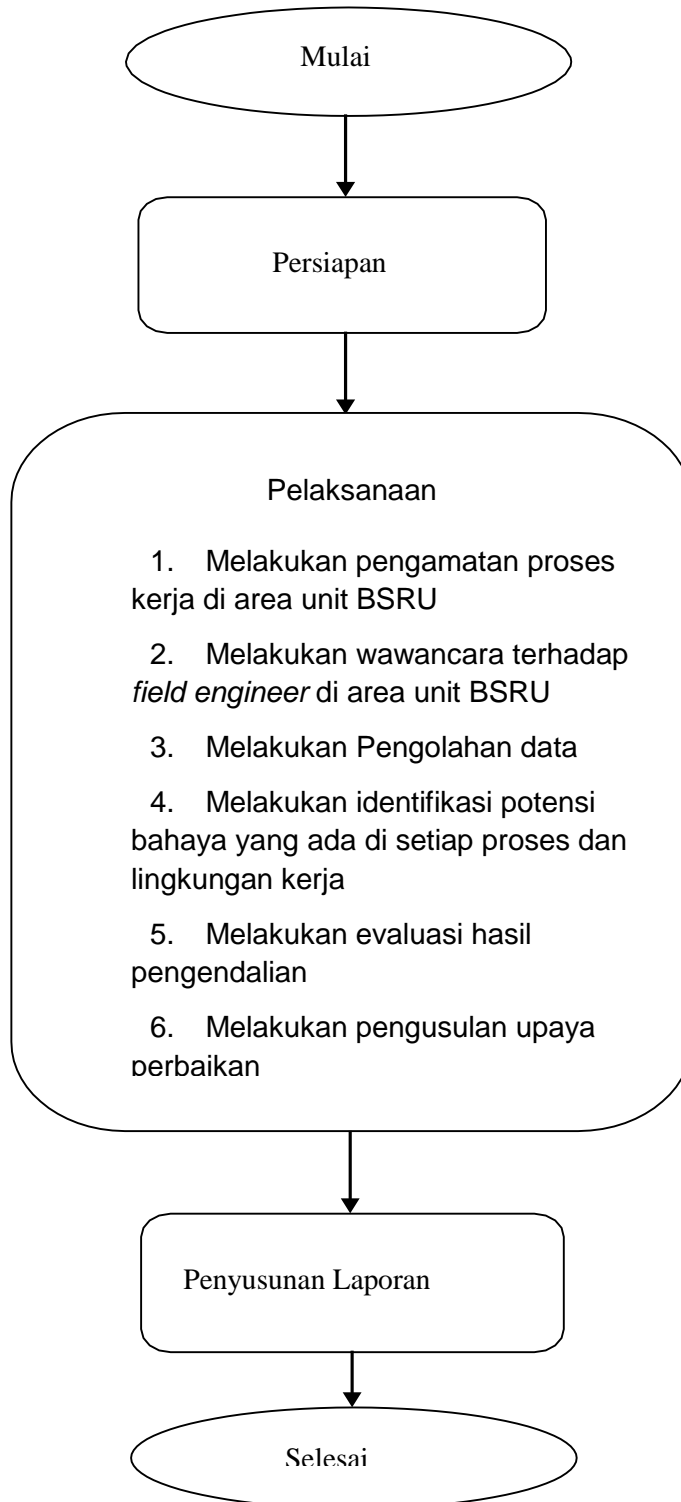 Mulai
Persiapan
Pelaksanaan
1. Melakukan pengamatan proses
kerja di area unit BSRU
2. Melakukan wawancara terhadap
field engineer di area unit BSRU
3. Melakukan Pengolahan data
4. Melakukan identifikasi potensi
bahaya yang ada di setiap proses dan
lingkungan kerja
5. Melakukan evaluasi hasil
pengendalian
6. Melakukan pengusulan upaya
perbaikan
Penyusunan Laporan
Selesai